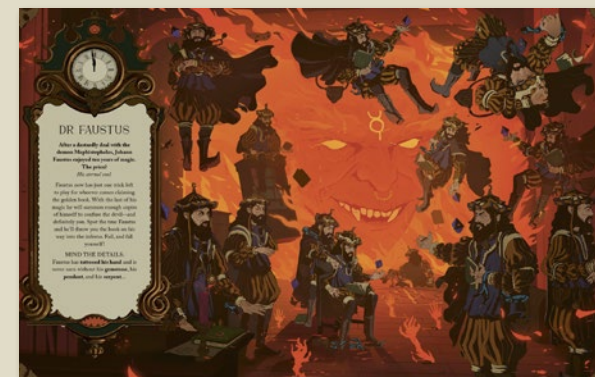 DR FAUSTUS
After a dastardly deal with the
demon Mephistopheles, Johann
Faustus enjoyed ten years of magic.
The price?
His eternal soul.
Faustus now has just one trick left
to play for whoever comes claiming
the golden book. With the last of his
magic he will summon enough copies
of himself to confuse the devil—and
definitely you. Spot the true Faustus
and he'll throw you the book on his
way into the inferno. Fail, and fall
yourself!
MIND THE DETAILS.
Faustus has tattooed his hand and is
never seen without his gemstone, his
pendant, and his serpent.